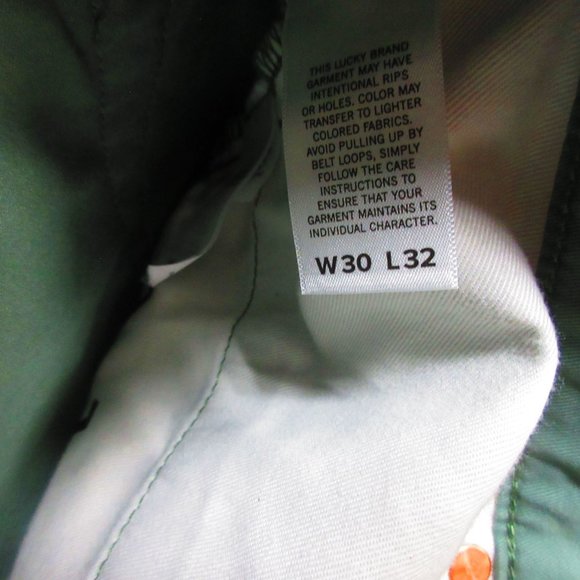 THIS LUCKY BRAND
GARMENT MAY HAVE
INTENTIONAL RIPS
OR HOLES. COLOR MAY
TRANSFER TO LIGHTER
COLORED FABRICS.
AVOID PULLING UP BY
BELT LOOPS, SIMPLY
FOLLOW THE CARE
INSTRUCTIONS TO
ENSURE THAT YOUR
GARMENT MAINTAINS ITS
INDIVIDUAL CHARACTER.
W30 L32